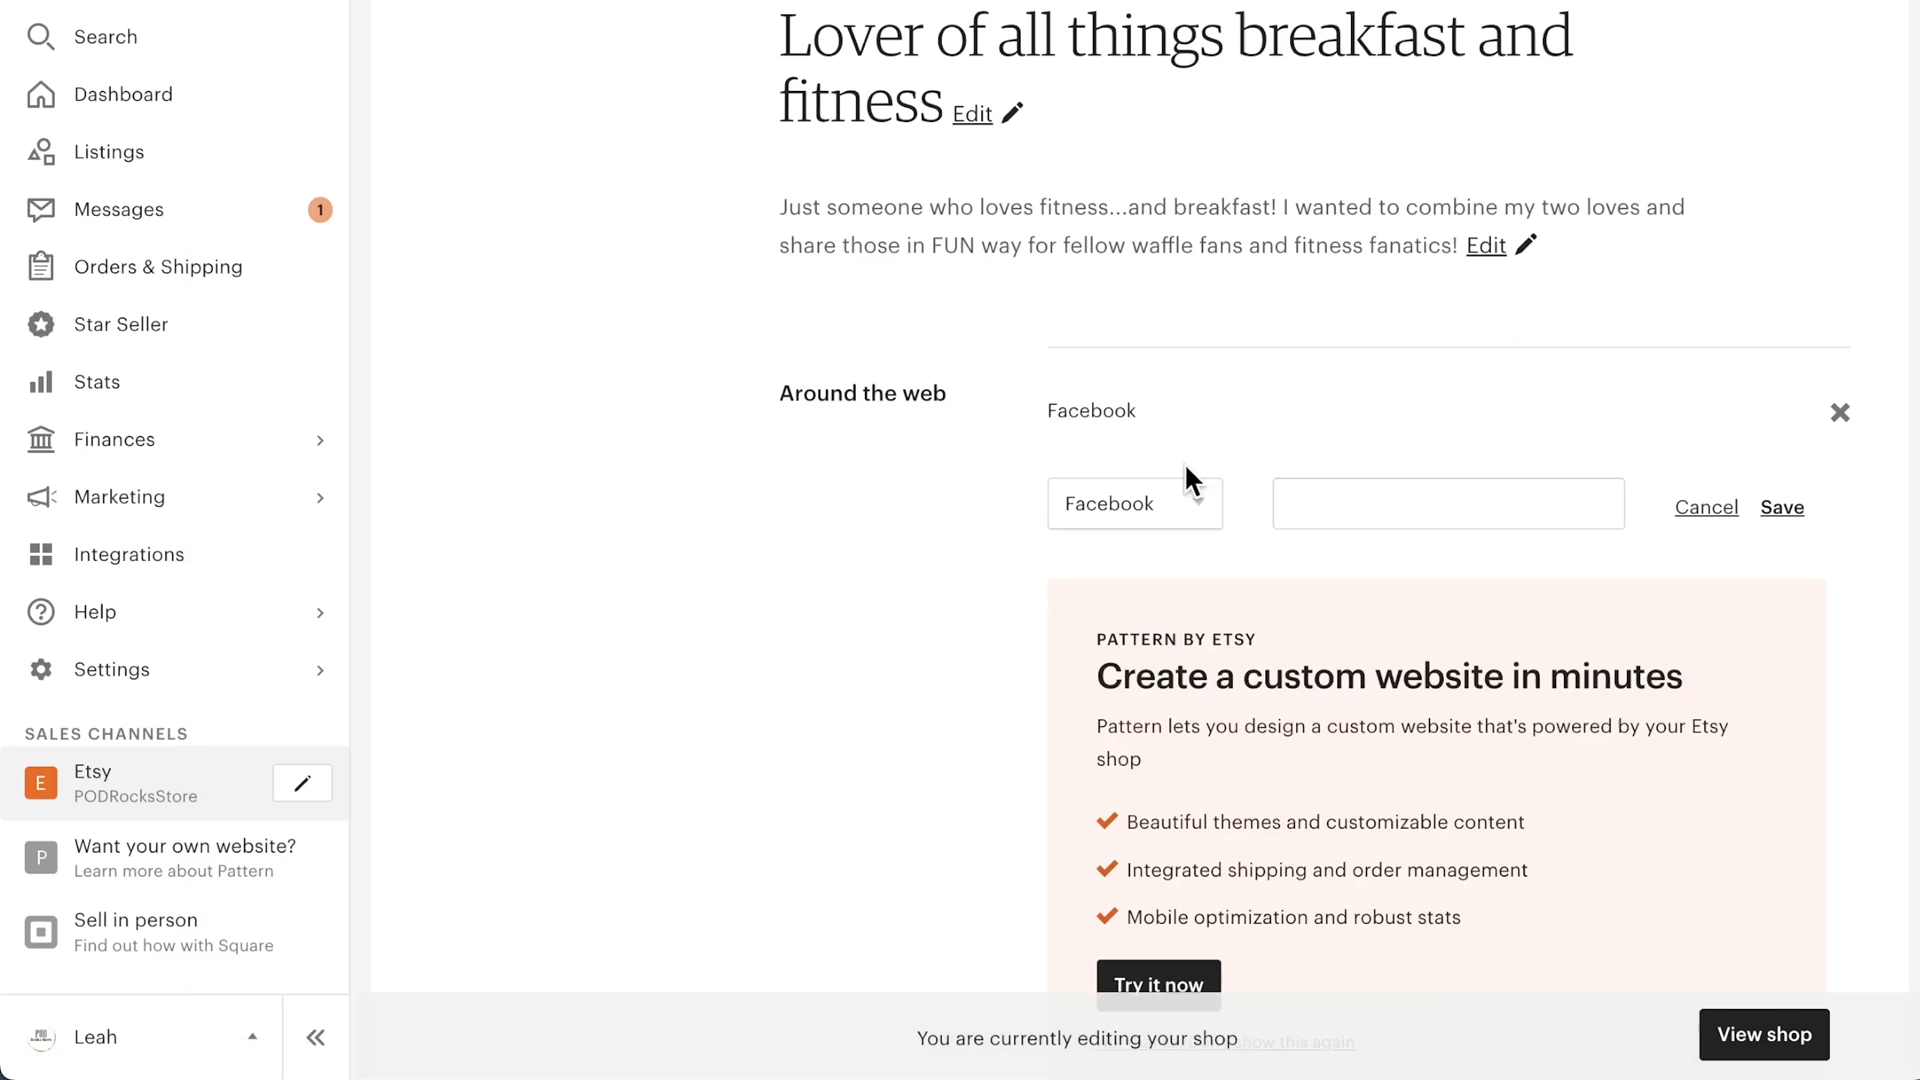 Search
Dashboard
Listings
Messages 1
Orders & Shipping
Star Seller
Stats
Finances
Marketing
Integrations
Help
Settings
SALES CHANNELS
E
Etsy
PODRocksStore
P
Want your own website?
Learn more about Pattern
Sell in person
Find out how with Square
Leah
Lover of all things breakfast and
fitness Edit
Just someone who loves fitness...and breakfast! I wanted to combine my two loves and
share those in FUN way for fellow waffle fans and fitness fanatics! Edit
Around the web
Facebook
Facebook
Cancel Save
PATTERN BY ETSY
Create a custom website in minutes
Pattern lets you design a custom website that's powered by your Etsy
shop
Beautiful themes and customizable content
Integrated shipping and order management
Mobile optimization and robust stats
Try it now
show this again
You are currently editing your shop
View shop